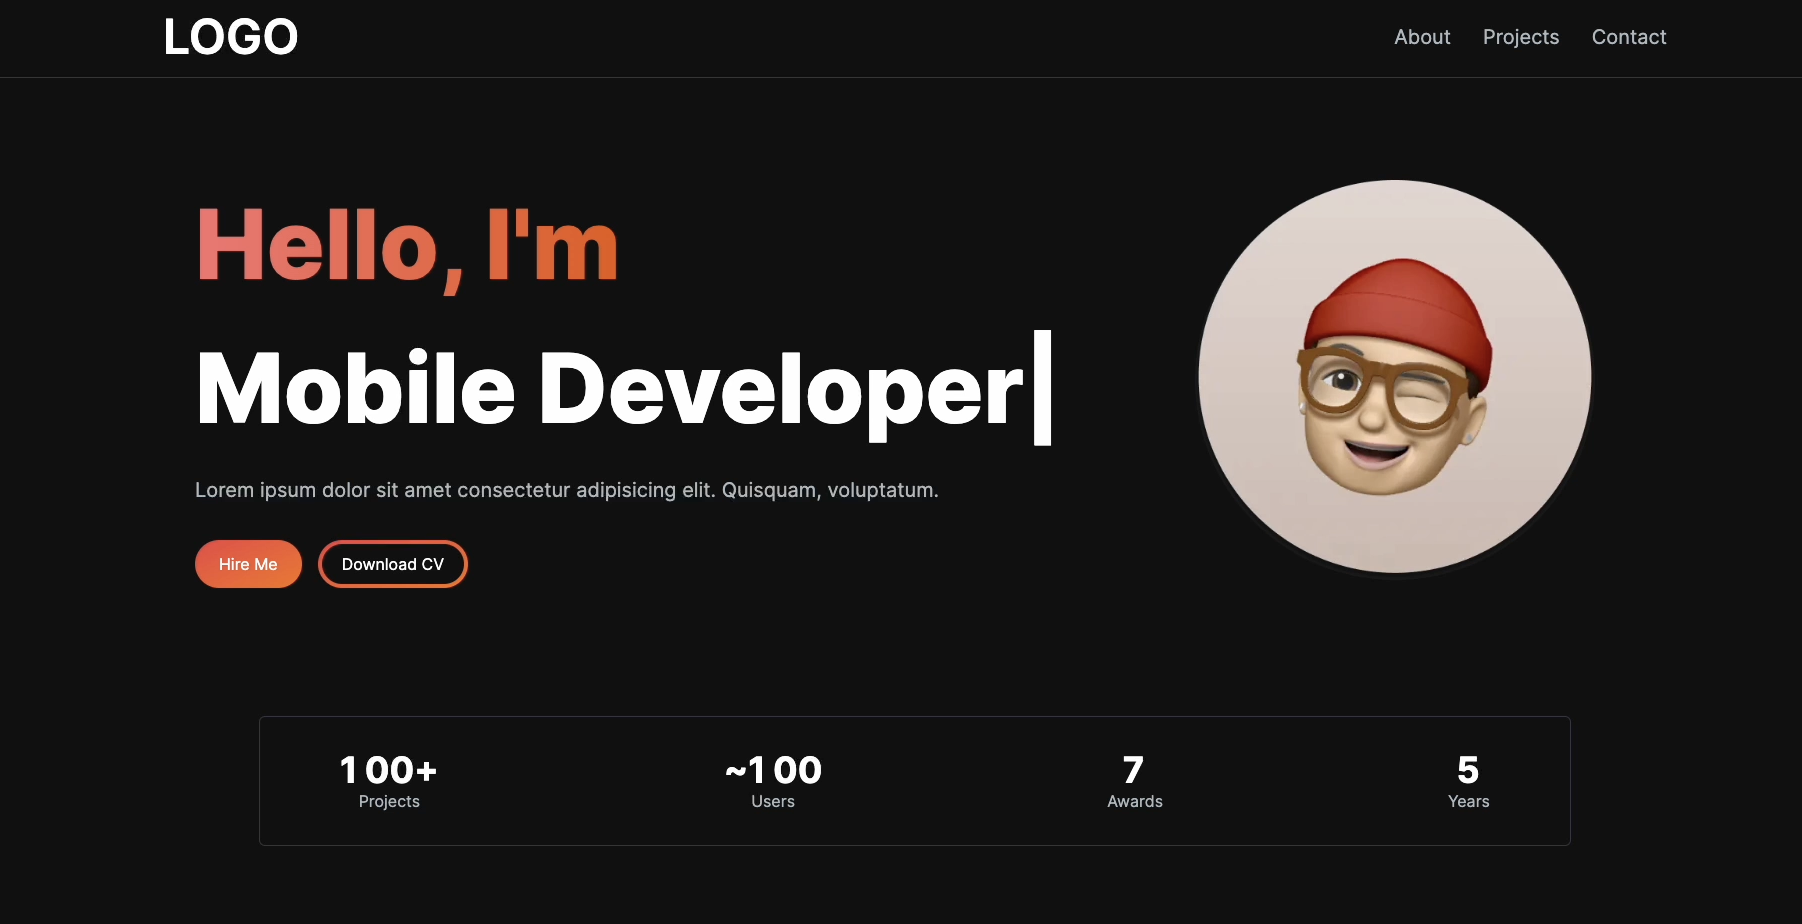 LOGO
About Projects Contact
Hello, I'm
Mobile Developer|
Lorem ipsum dolor sit amet consectetur adipisicing elit. Quisquam, voluptatum.
Hire Me Download CV
100+ ~100 7 5
Projects Users Awards Years